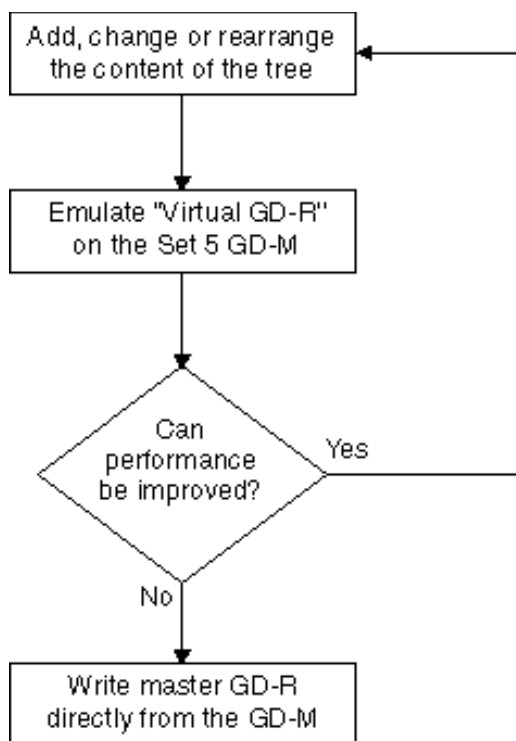 Add, change or rearrange
the content of the tree
Emulate "Virtual GD-R"
on the Set 5 GD-M
Can
performance
be improved?
Yes
No
Write master GD-R
directly from the GD-M